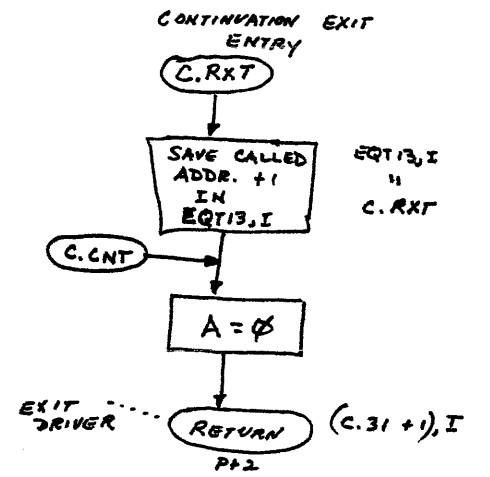 CONTINUATION EXIT
ENTRY
C.RXT
SAVE CALLED
ADDR. +1
IN
EQT13,I
EQT13,I
"
C.RXT
C.CNT
A = Ø
EXIT
DRIVER
RETURN
(C.31 +1),I
P+2